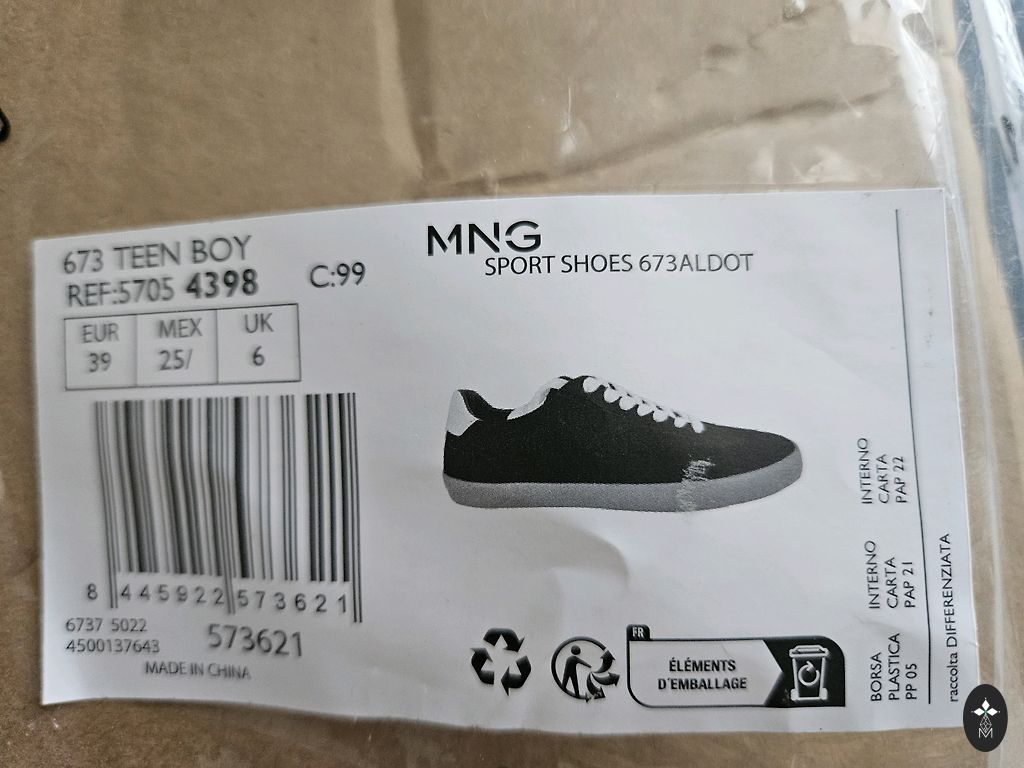 673 TEEN BOY
REF:5705 4398
C:99
EUR MEX UK
39 25/ 6
8 445922 573621
6737 5022
4500137643
573621
MADE IN CHINA
MNG
SPORT SHOES 673ALDOT
FR
ÉLÉMENTS
D'EMBALLAGE
INTERNO
CARTA
PAP 22
INTERNO
CARTA
PAP 21
BORSA
PLASTICA
PP 05
raccolta DIFFERENZIATA
M